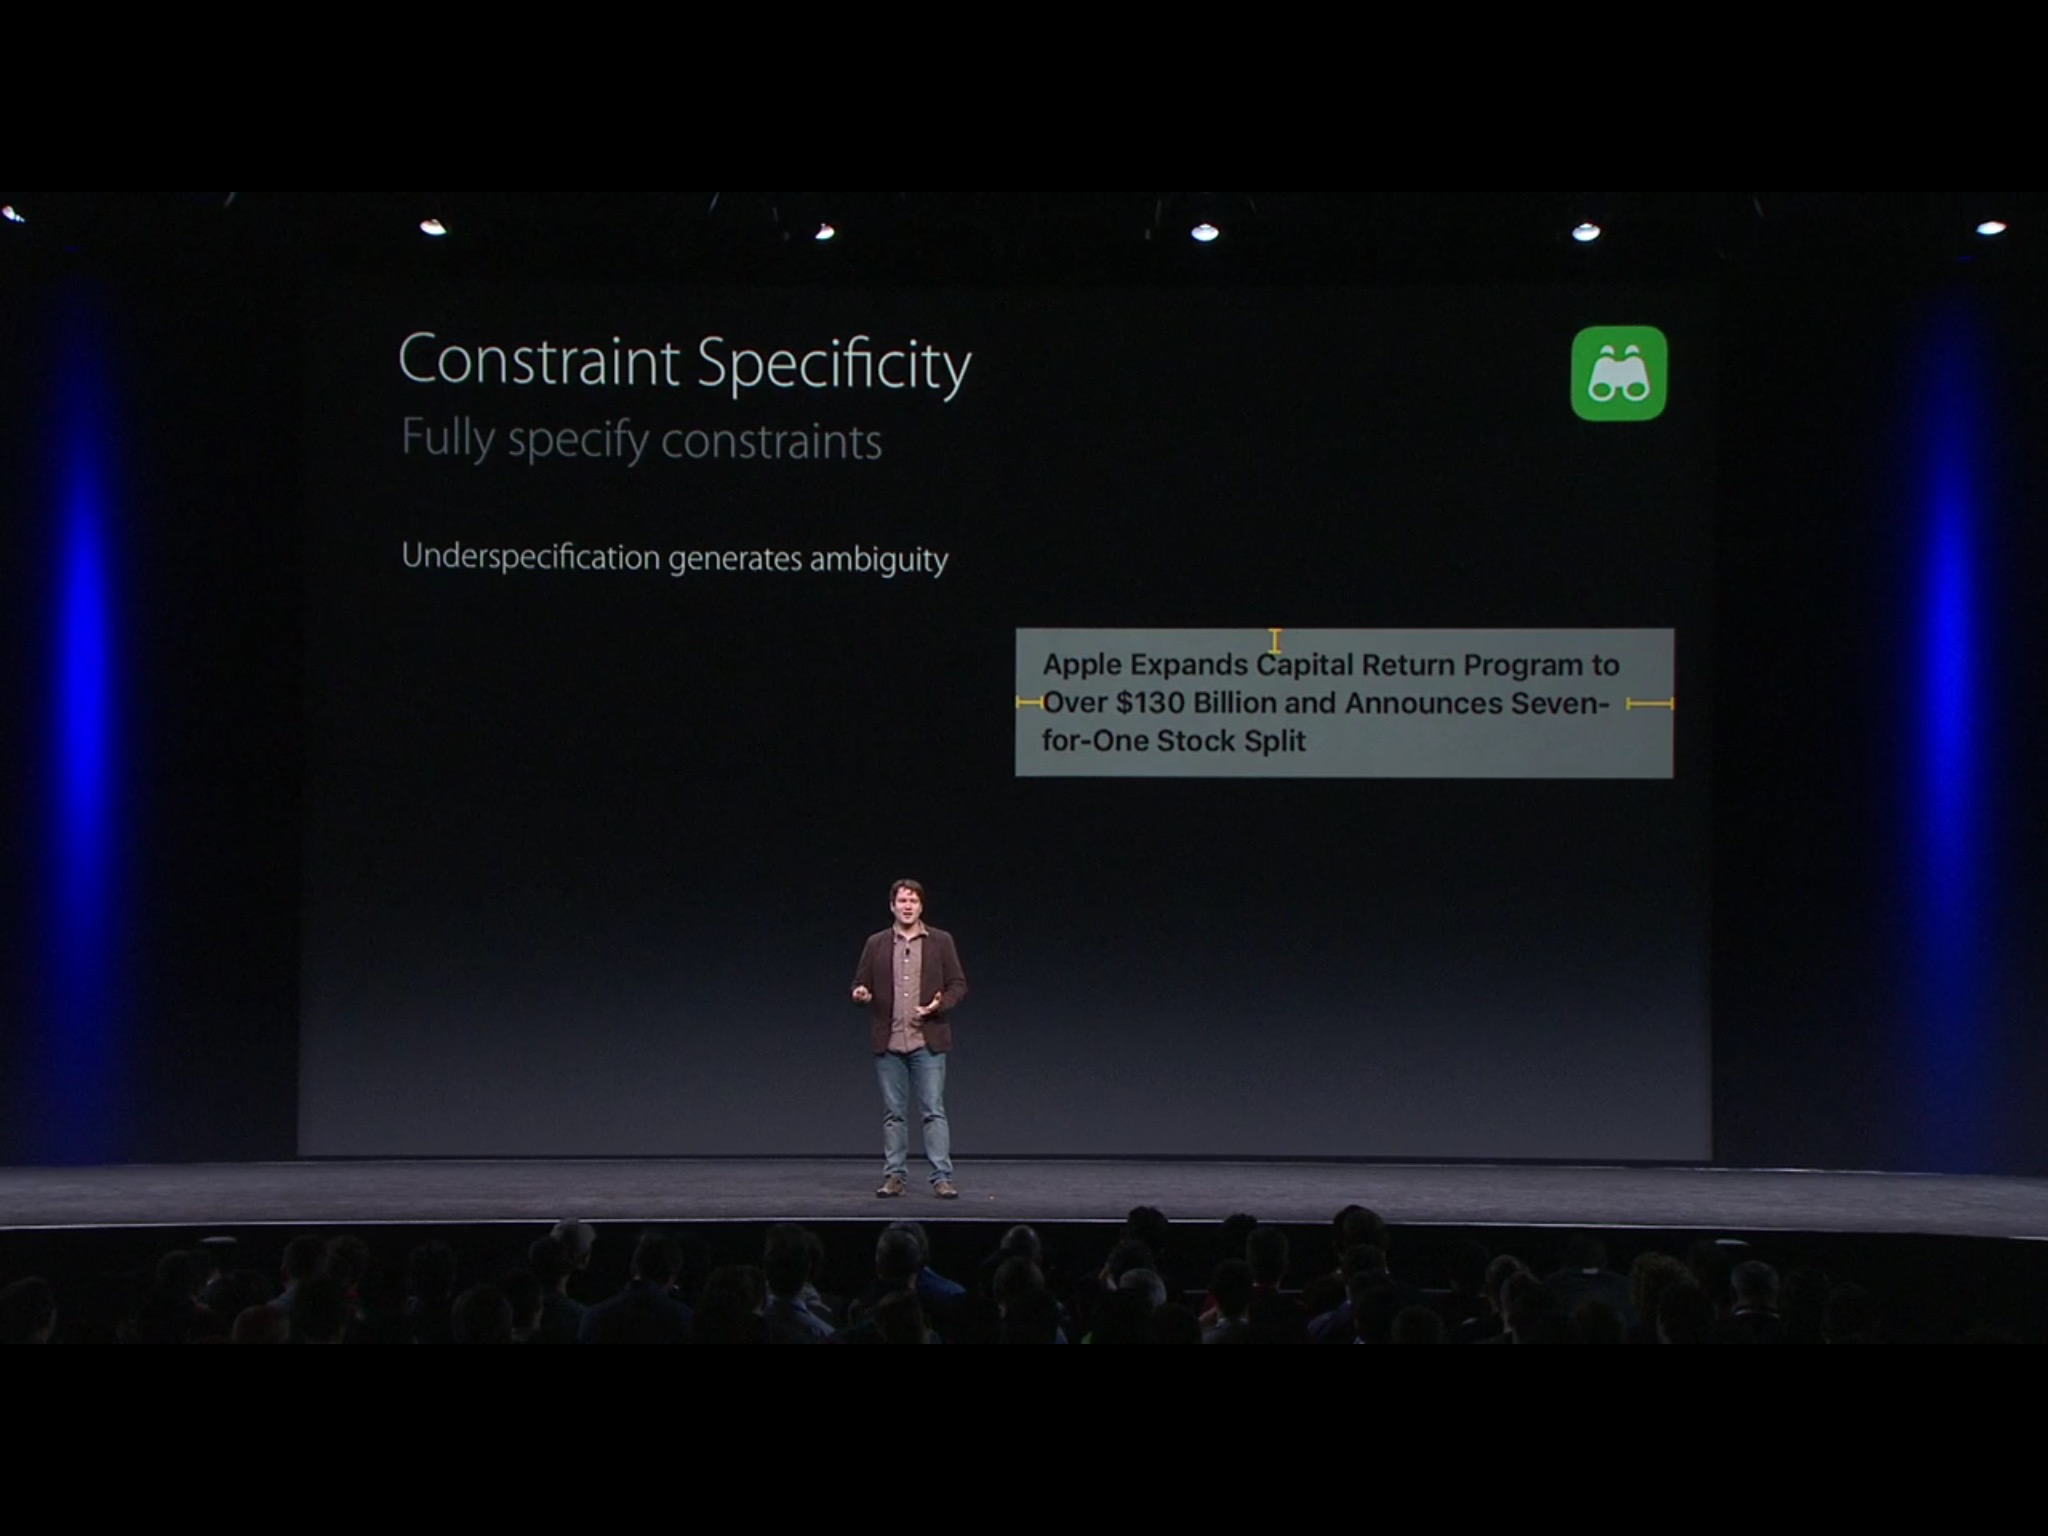 Constraint Specificity
Fully specify constraints
Underspecification generates ambiguity
Apple Expands Capital Return Program to
Over $130 Billion and Announces Seven-
for-One Stock Split